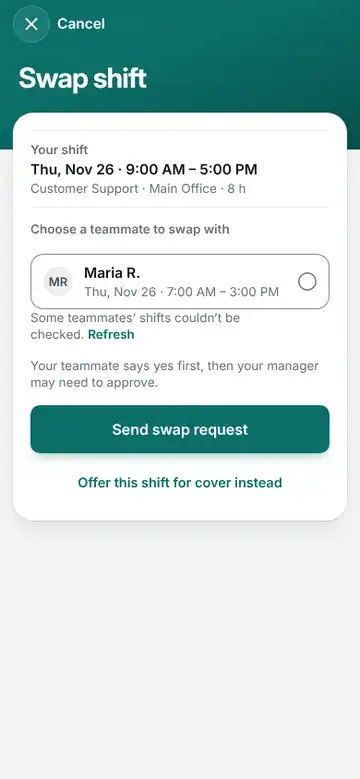 Cancel
Swap shift
Your shift
Thu, Nov 26 · 9:00 AM – 5:00 PM
Customer Support · Main Office · 8 h
Choose a teammate to swap with
MR
Maria R.
Thu, Nov 26 · 7:00 AM – 3:00 PM
Some teammates’ shifts couldn’t be
checked. Refresh
Your teammate says yes first, then your manager
may need to approve.
Send swap request
Offer this shift for cover instead